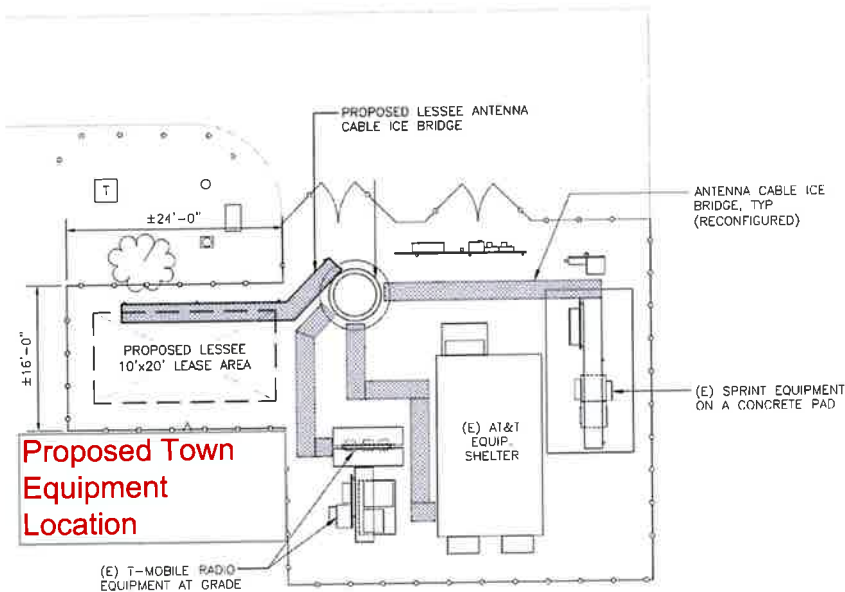 PROPOSED LESSEE ANTENNA
CABLE ICE BRIDGE
T
±24'-0"
ANTENNA CABLE ICE
BRIDGE, TYP
(RECONFIGURED)
±16'-0"
PROPOSED LESSEE
10'x20' LEASE AREA
(E) SPRINT EQUIPMENT
ON A CONCRETE PAD
(E) AT&T
EQUIP.
SHELTER
Proposed Town
Equipment
Location
(E) T-MOBILE RADIO
EQUIPMENT AT GRADE